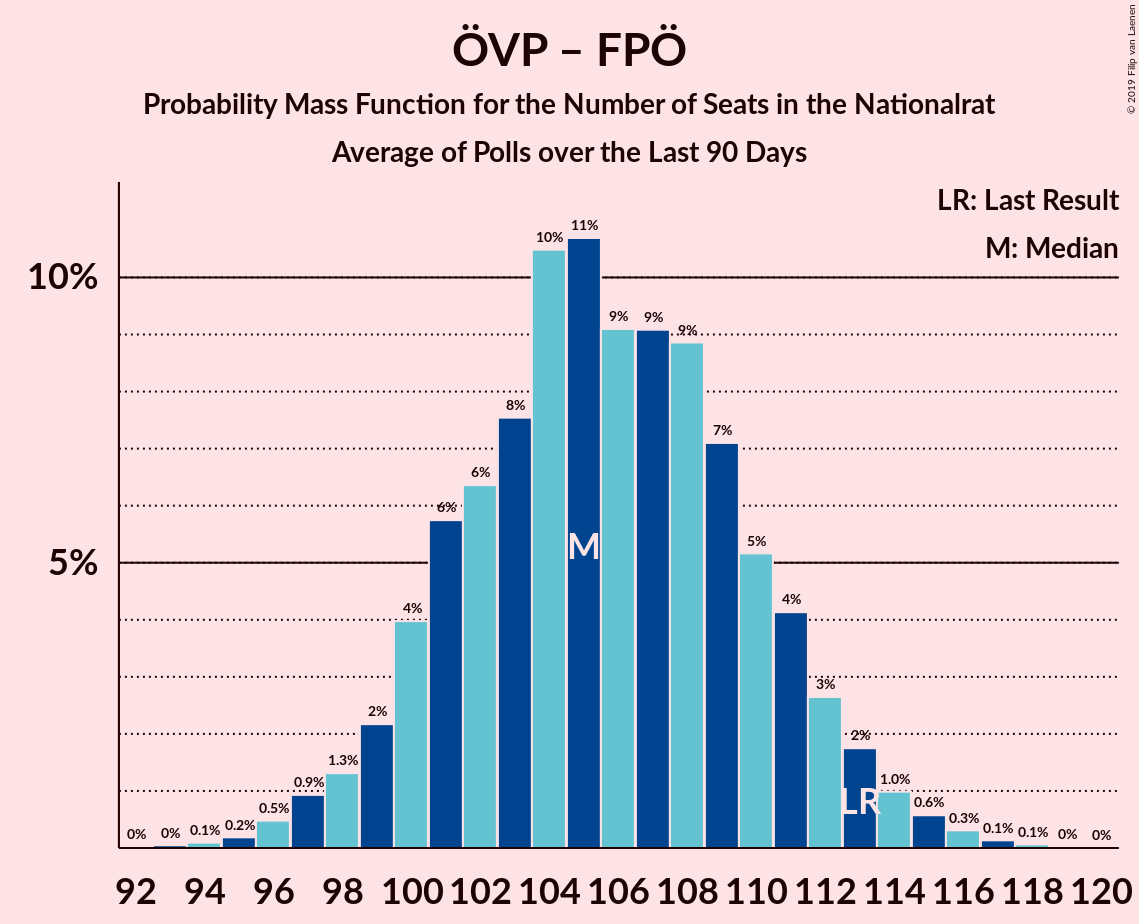 ÖVP – FPÖ
Probability Mass Function for the Number of Seats in the Nationalrat
Average of Polls over the Last 90 Days
© 2019 Filip van Laenen
LR: Last Result
M: Median
10%
5%
0% 0% 0.1% 0.2% 0.5% 0.9% 1.3% 2% 4% 6% 6% 8% 10% 11% 9% 9% 9% 7% 5% 4% 3% 2% 1.0% 0.6% 0.3% 0.1% 0.1% 0% 0%
M
LR
92 94 96 98 100 102 104 106 108 110 112 114 116 118 120